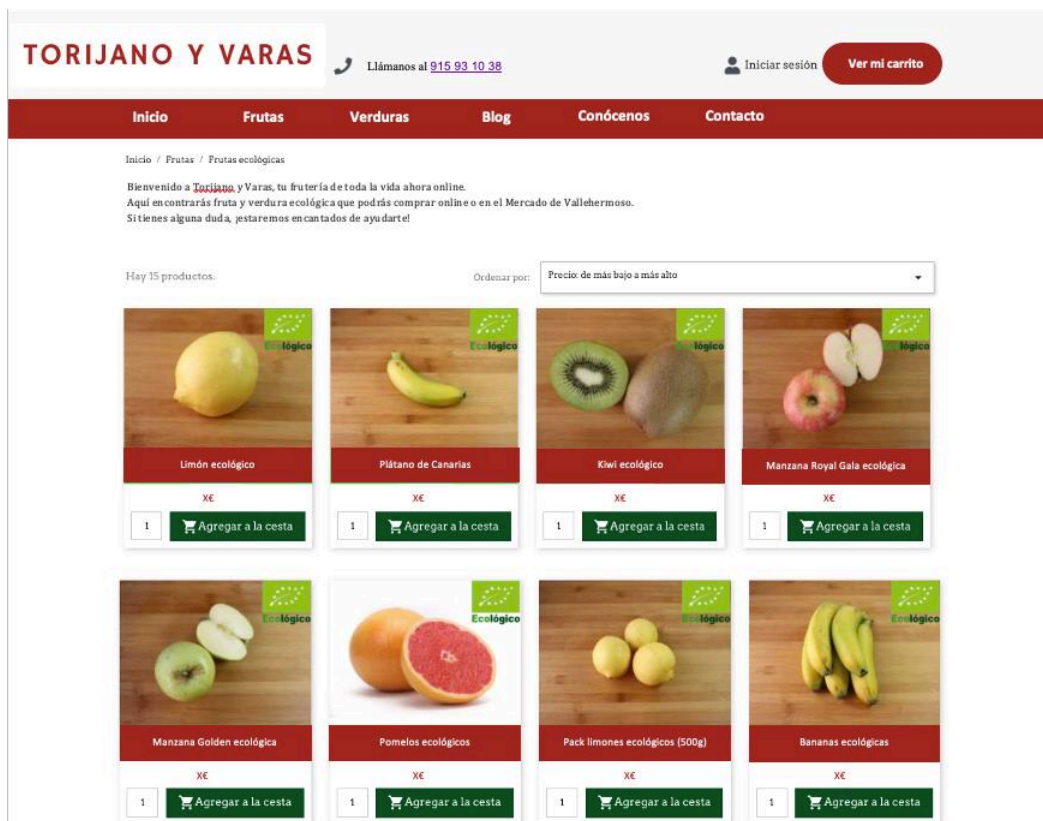 TORIJANO Y VARAS
Llámanos al 915 93 10 38
Iniciar sesión
Ver mi carrito
Inicio Frutas Verduras Blog Conócenos Contacto
Inicio / Frutas / Frutas ecológicas
Bienvenido a Torijano y Varas, tu frutería de toda la vida ahora online.
Aquí encontrarás fruta y verdura ecológica que podrás comprar online o en el Mercado de Vallehermoso.
Si tienes alguna duda, ¡estaremos encantados de ayudarte!
Hay 15 productos.
Ordenar por:
Precio: de más bajo a más alto
Ecológico Ecológico Ecológico Ecológico
Limón ecológico Plátano de Canarias Kiwi ecológico Manzana Royal Gala ecológica
X€ X€ X€ X€
1 Agregar a la cesta 1 Agregar a la cesta 1 Agregar a la cesta 1 Agregar a la cesta
Ecológico Ecológico Ecológico Ecológico
Manzana Golden ecológica Pomelos ecológicos Pack limones ecológicos (500g) Bananas ecológicas
X€ X€ X€ X€
1 Agregar a la cesta 1 Agregar a la cesta 1 Agregar a la cesta 1 Agregar a la cesta